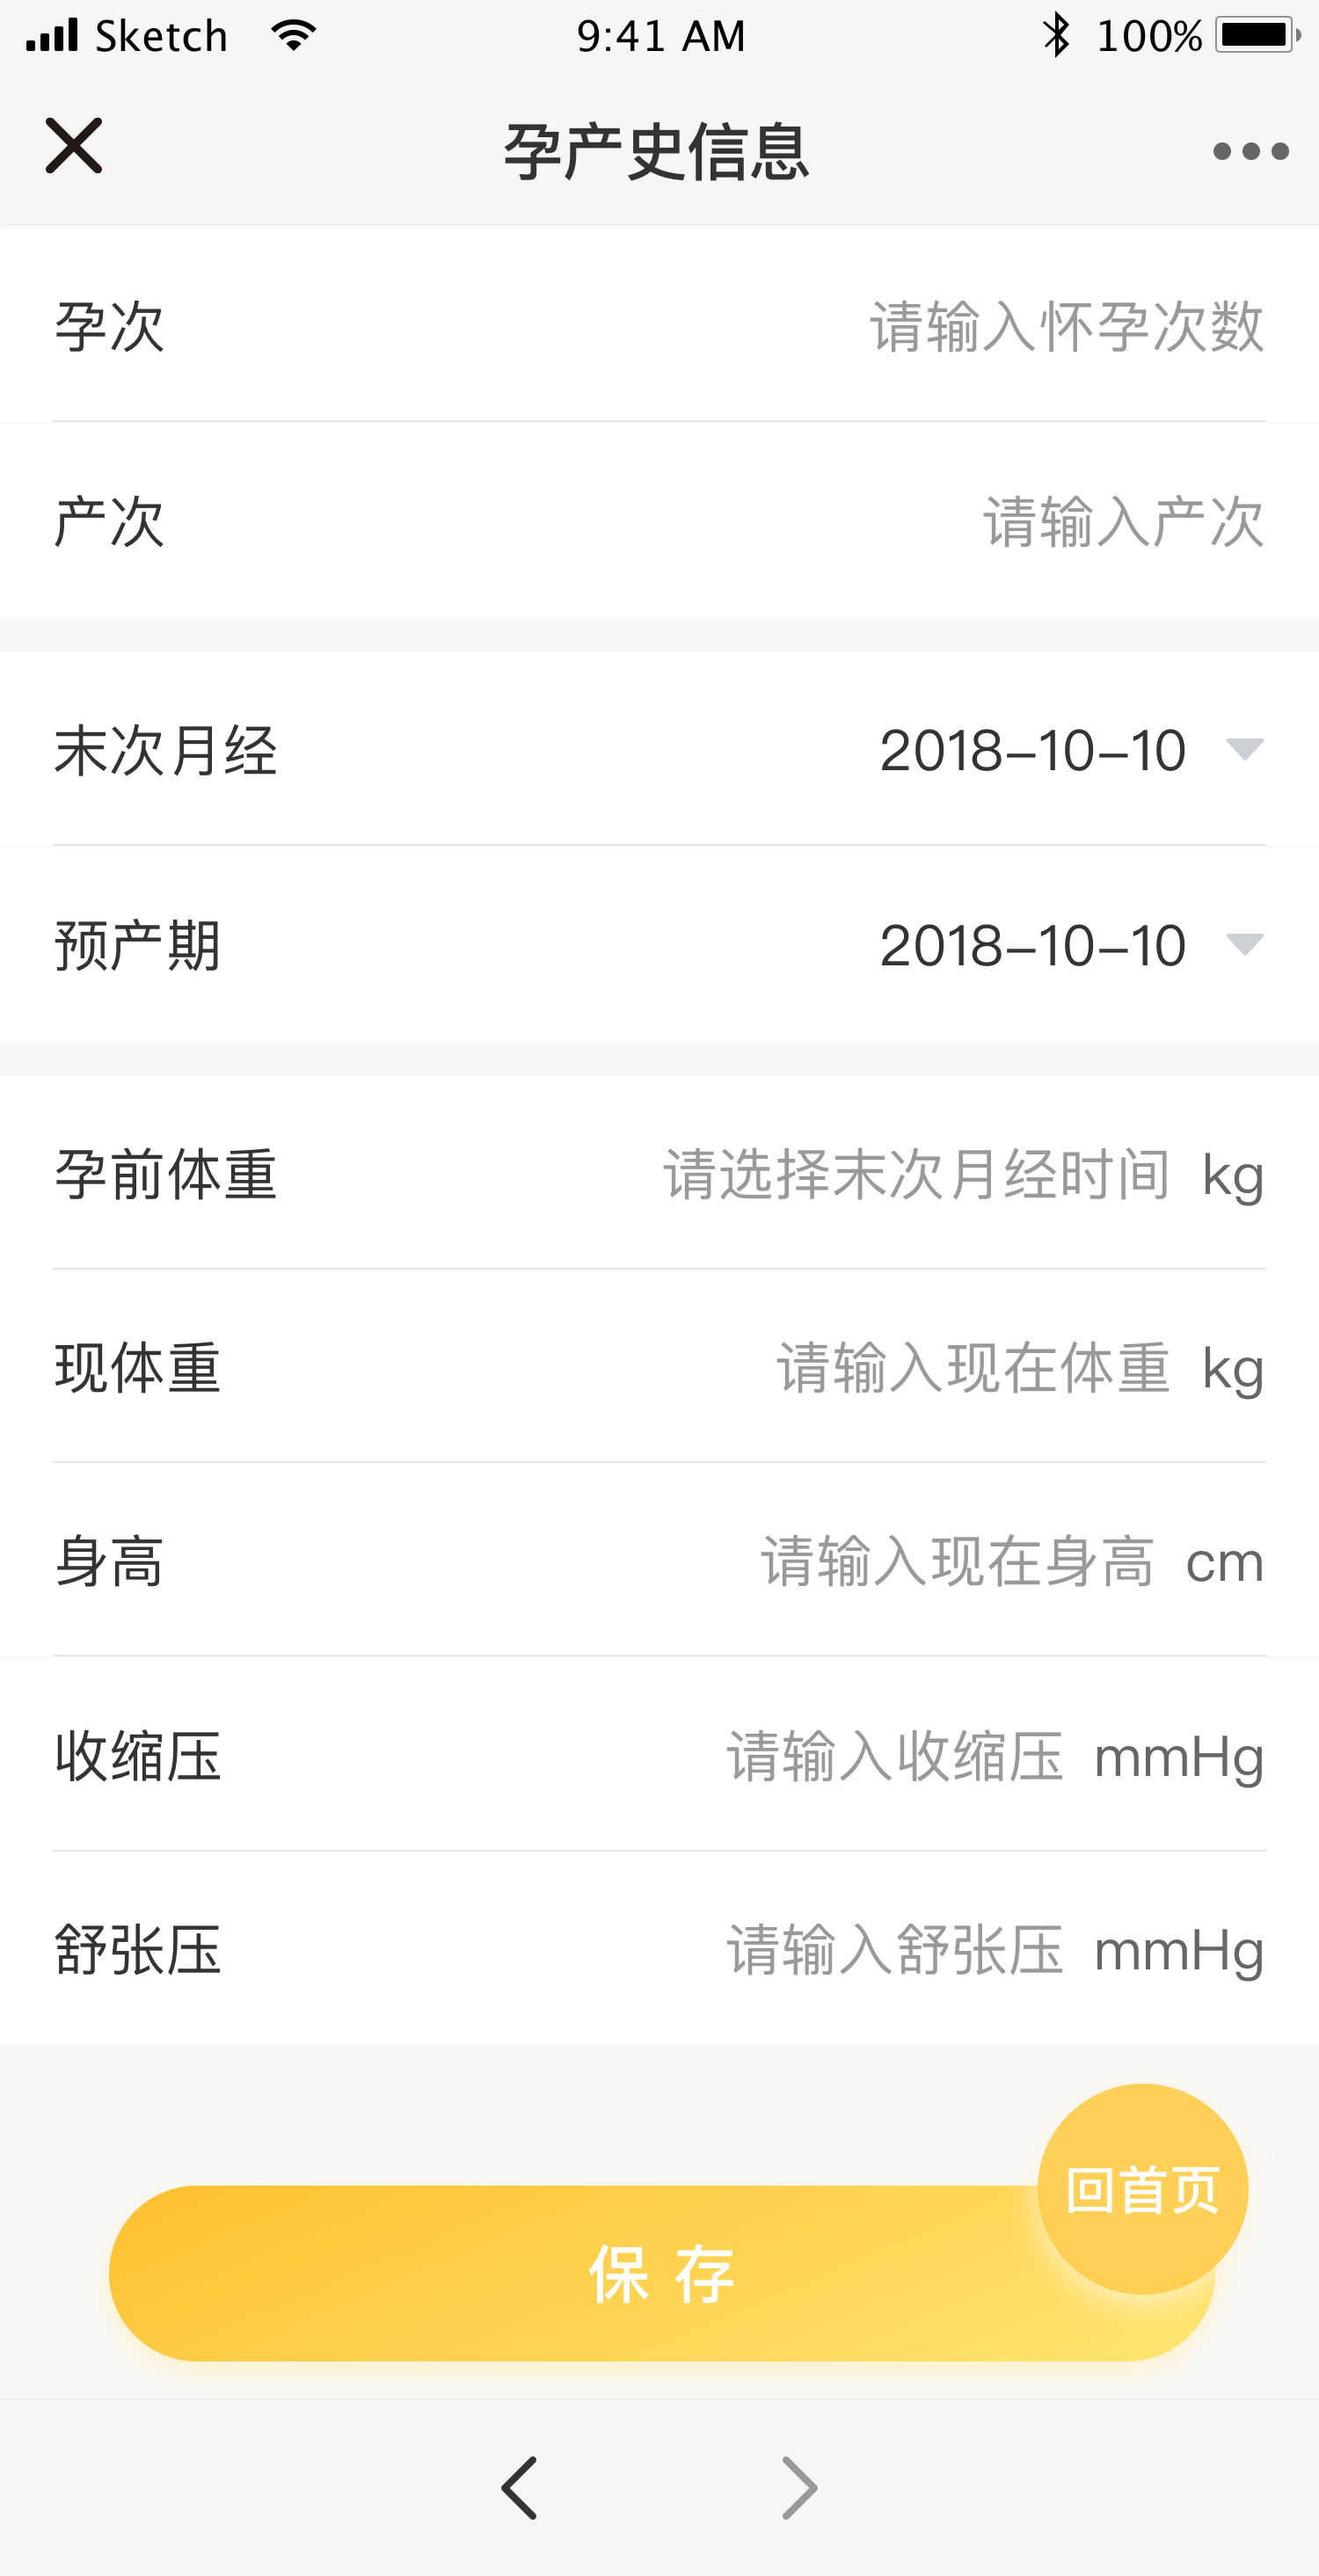 Sketch 9:41 AM 100%
孕产史信息
孕次 请输入怀孕次数
产次 请输入产次
末次月经 2018-10-10
预产期 2018-10-10
孕前体重 请选择末次月经时间 kg
现体重 请输入现在体重 kg
身高 请输入现在身高 cm
收缩压 请输入收缩压 mmHg
舒张压 请输入舒张压 mmHg
回首页
保 存